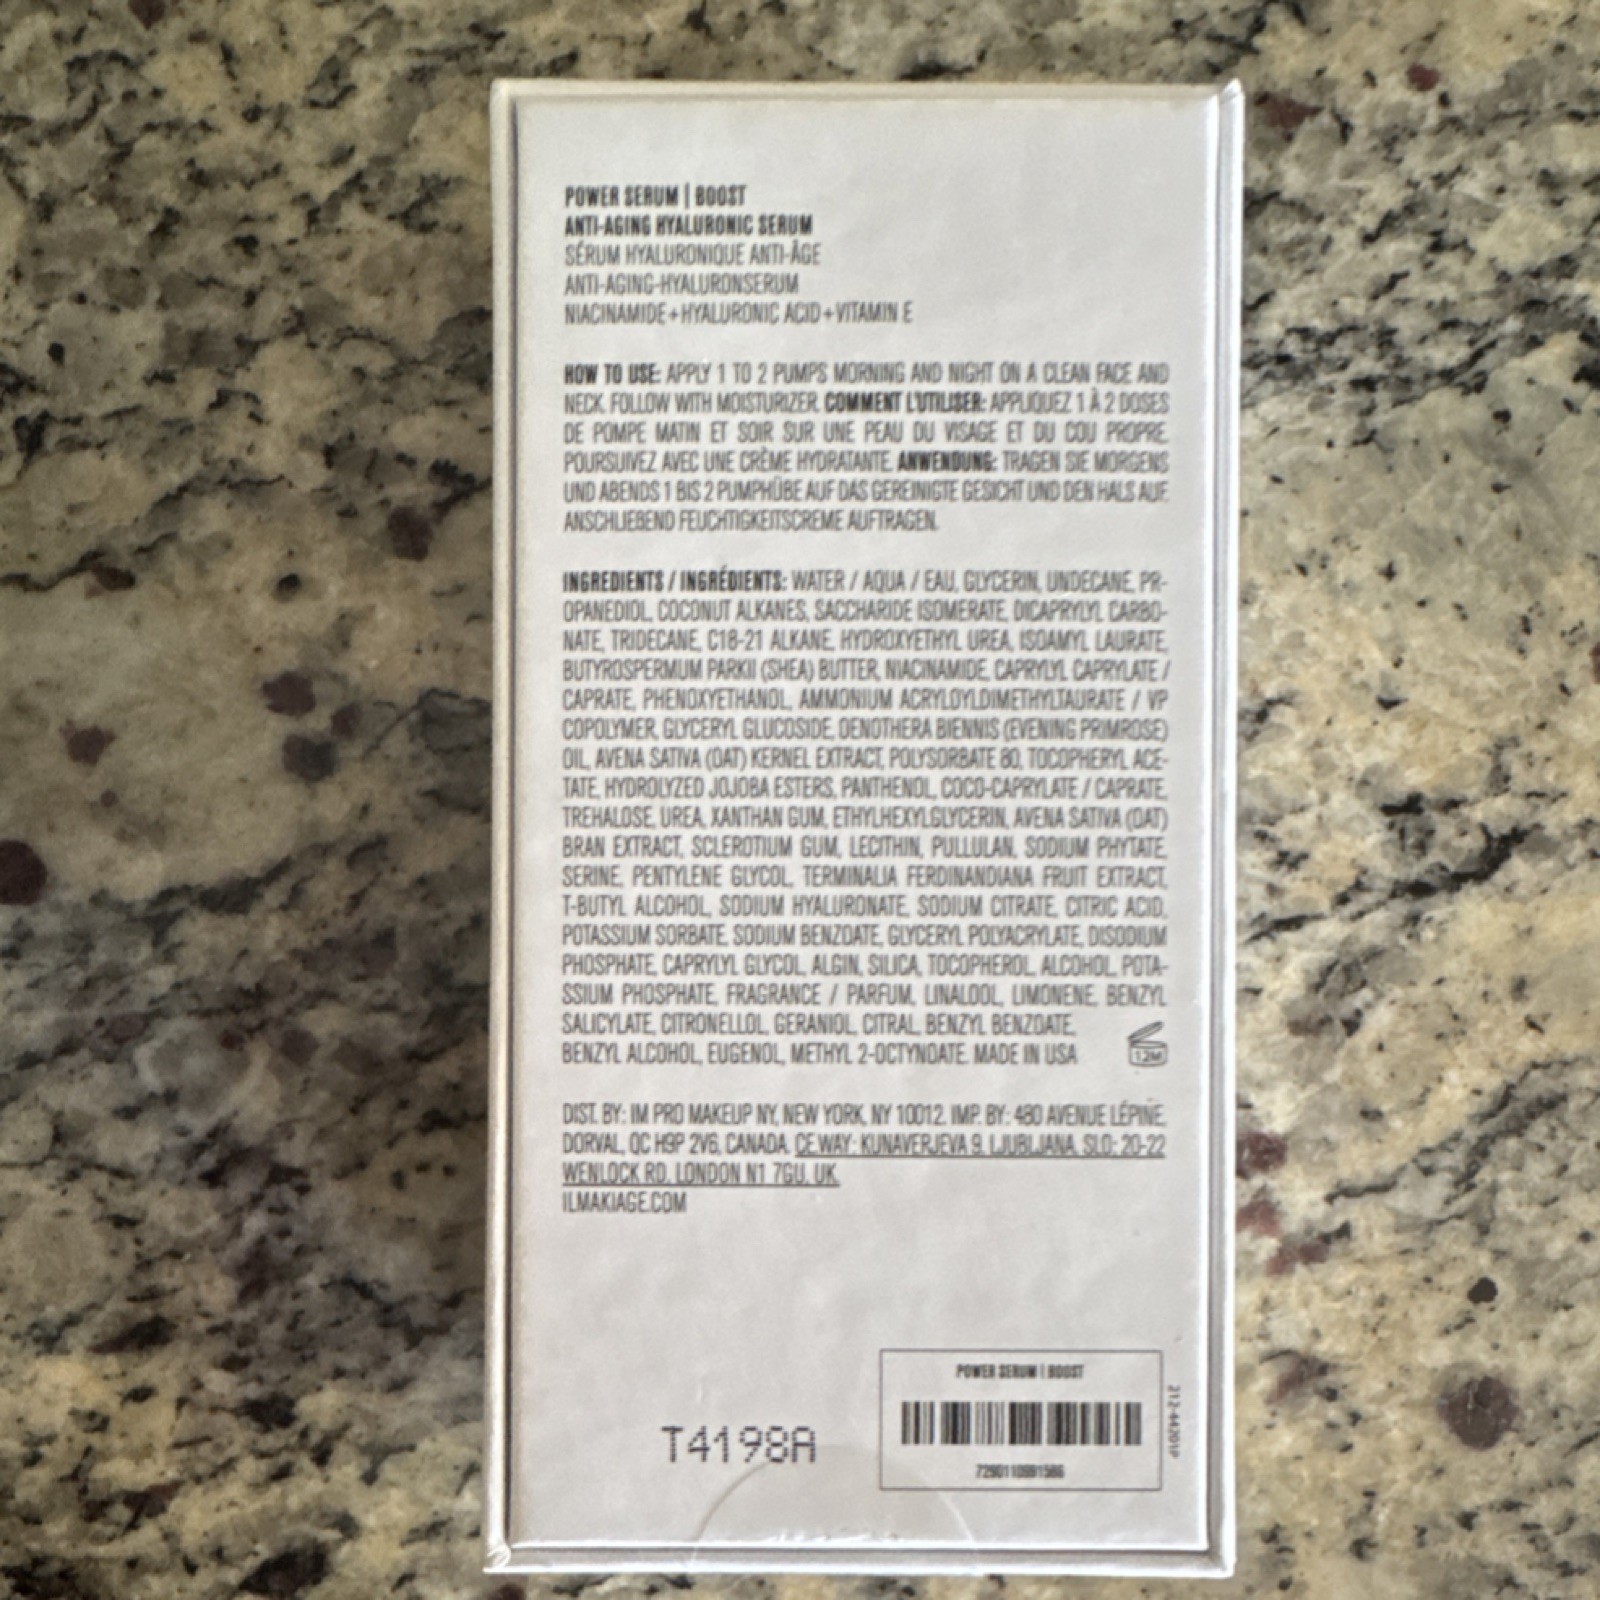 POWER SERUM | BOOST
ANTI-AGING HYALURONIC SERUM
SÉRUM HYALURONIQUE ANTI-ÂGE
ANTI-AGING-HYALURONSERUM
NIACINAMIDE+HYALURONIC ACID+VITAMIN E
HOW TO USE: APPLY 1 TO 2 PUMPS MORNING AND NIGHT ON A CLEAN FACE AND
NECK. FOLLOW WITH MOISTURIZER. COMMENT L'UTILISER: APPLIQUEZ 1 À 2 DOSES
DE POMPE MATIN ET SOIR SUR UNE PEAU DU VISAGE ET DU COU PROPRE.
POURSUIVEZ AVEC UNE CRÈME HYDRATANTE. ANWENDUNG: TRAGEN SIE MORGENS
UND ABENDS 1 BIS 2 PUMPHÜBE AUF DAS GEREINIGTE GESICHT UND DEN HALS AUF.
ANSCHLIEBEND FEUCHTIGKEITSCREME AUFTRAGEN.
INGREDIENTS / INGRÉDIENTS: WATER / AQUA / EAU, GLYCERIN, UNDECANE, PR-
OPANEDIOL, COCONUT ALKANES, SACCHARIDE ISOMERATE, DICAPRYLYL CARBO-
NATE, TRIDECANE, C18-21 ALKANE, HYDROXYETHYL UREA, ISOAMYL LAURATE,
BUTYROSPERMUM PARKII (SHEA) BUTTER, NIACINAMIDE, CAPRYLYL CAPRYLATE /
CAPRATE, PHENOXYETHANOL, AMMONIUM ACRYLOYLDIMETHYLTAURATE / VP
COPOLYMER, GLYCERYL GLUCOSIDE, OENOTHERA BIENNIS (EVENING PRIMROSE)
OIL, AVENA SATIVA (OAT) KERNEL EXTRACT, POLYSORBATE 80, TOCOPHERYL ACE-
TATE, HYDROLYZED JOJOBA ESTERS, PANTHENOL, COCO-CAPRYLATE / CAPRATE,
TREHALOSE, UREA, XANTHAN GUM, ETHYLHEXYLGLYCERIN, AVENA SATIVA (OAT)
BRAN EXTRACT, SCLEROTIUM GUM, LECITHIN, PULLULAN, SODIUM PHYTATE,
SERINE, PENTYLENE GLYCOL, TERMINALIA FERDINANDIANA FRUIT EXTRACT,
T-BUTYL ALCOHOL, SODIUM HYALURONATE, SODIUM CITRATE, CITRIC ACID,
POTASSIUM SORBATE, SODIUM BENZOATE, GLYCERYL POLYACRYLATE, DISODIUM
PHOSPHATE, CAPRYLYL GLYCOL, ALGIN, SILICA, TOCOPHEROL, ALCOHOL, POTA-
SSIUM PHOSPHATE, FRAGRANCE / PARFUM, LINALOOL, LIMONENE, BENZYL
SALICYLATE, CITRONELLOL, GERANIOL, CITRAL, BENZYL BENZOATE,
BENZYL ALCOHOL, EUGENOL, METHYL 2-OCTYNOATE. MADE IN USA
12M
DIST. BY: IM PRO MAKEUP NY, NEW YORK, NY 10012. IMP. BY: 480 AVENUE LÉPINE,
DORVAL, QC H9P 2V6, CANADA. CE WAY: KUNAVERJEVA 9, LJUBLJANA, SLO; 20-22
WENLOCK RD, LONDON N1 7GU, UK.
ILMAKIAGE.COM
POWER SERUM | BOOST
7290110991586
212-44201P
T4198A